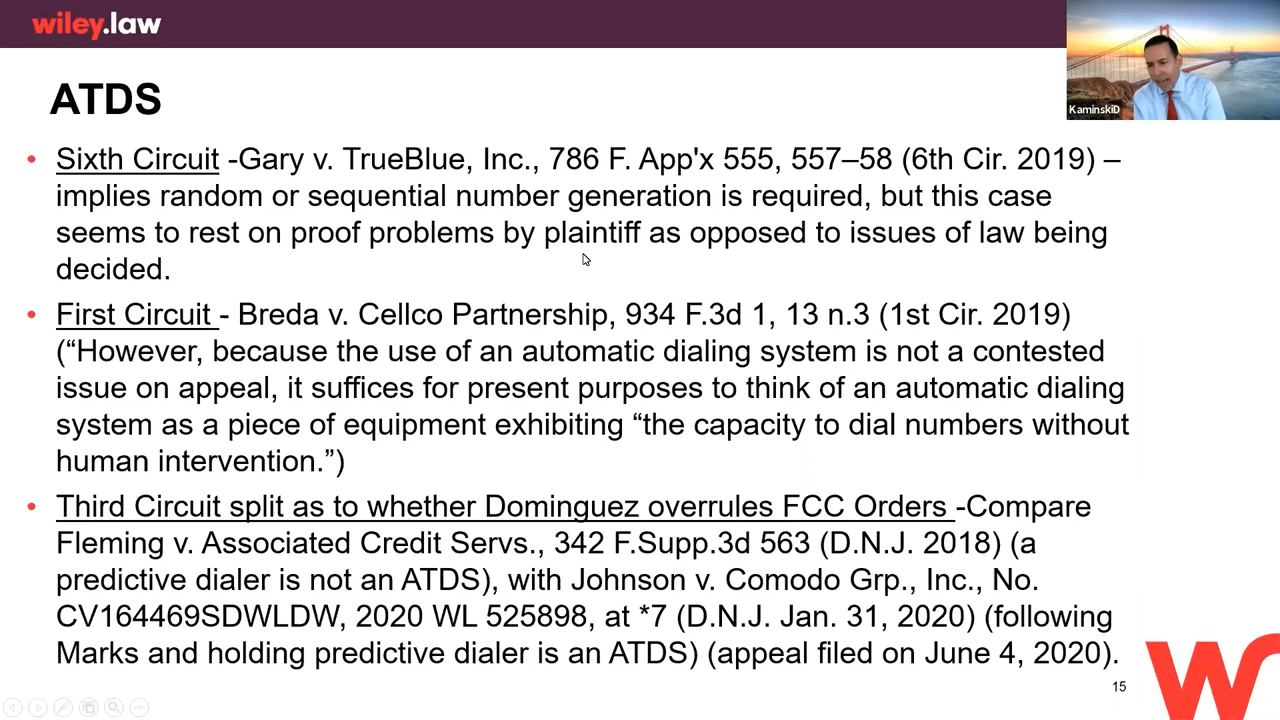 wiley.law
KaminskiD
ATDS
• Sixth Circuit -Gary v. TrueBlue, Inc., 786 F. App'x 555, 557–58 (6th Cir. 2019) –
implies random or sequential number generation is required, but this case
seems to rest on proof problems by plaintiff as opposed to issues of law being
decided.
• First Circuit - Breda v. Cellco Partnership, 934 F.3d 1, 13 n.3 (1st Cir. 2019)
(“However, because the use of an automatic dialing system is not a contested
issue on appeal, it suffices for present purposes to think of an automatic dialing
system as a piece of equipment exhibiting “the capacity to dial numbers without
human intervention.”)
• Third Circuit split as to whether Dominguez overrules FCC Orders -Compare
Fleming v. Associated Credit Servs., 342 F.Supp.3d 563 (D.N.J. 2018) (a
predictive dialer is not an ATDS), with Johnson v. Comodo Grp., Inc., No.
CV164469SDWLDW, 2020 WL 525898, at *7 (D.N.J. Jan. 31, 2020) (following
Marks and holding predictive dialer is an ATDS) (appeal filed on June 4, 2020).
15
W